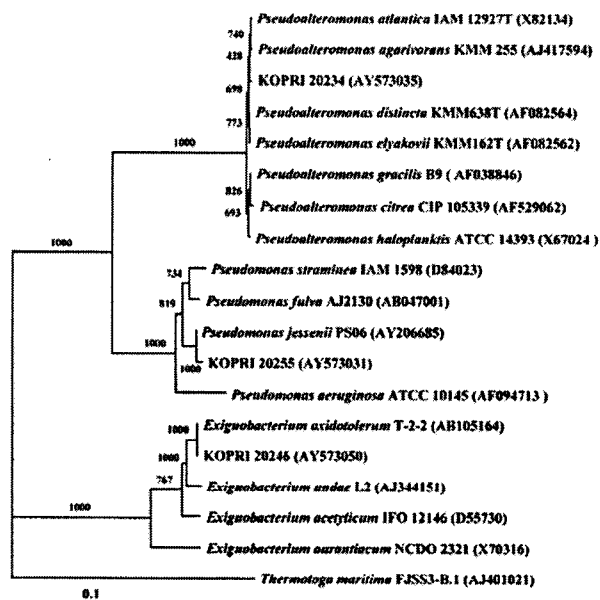 Pseudoalteromonas atlantica IAM 12927T (X82134)
740
Pseudoalteromonas agarivorans KMM 255 (AJ417594)
428
KOPRI 20234 (AY573035)
690
Pseudoalteromonas distincta KMM638T (AF082564)
773
Pseudoalteromonas elyakovii KMM162T (AF082562)
1000
Pseudoalteromonas gracilis B9 ( AF038846)
826
Pseudoalteromonas citrea CIP 105339 (AF529062)
693
Pseudoalteromonas haloplanktis ATCC 14393 (X67024 )
1000
Pseudomonas straminea IAM 1598 (D84023)
734
Pseudomonas fulva AJ2130 (AB047001)
819
Pseudomonas jessenii PS06 (AY206685)
1000
KOPRI 20255 (AY573031)
1000
Pseudomonas aeruginosa ATCC 10145 (AF094713 )
Exiguobacterium oxidotolerum T-2-2 (AB105164)
1000
KOPRI 20246 (AY573050)
1000
Exiguobacterium undae L2 (AJ344151)
767
Exiguobacterium acetylicum IFO 12146 (D55730)
1000
Exiguobacterium aurantiacum NCDO 2321 (X70316)
Thermotoga maritima FJSS3-B.1 (AJ401021)
0.1